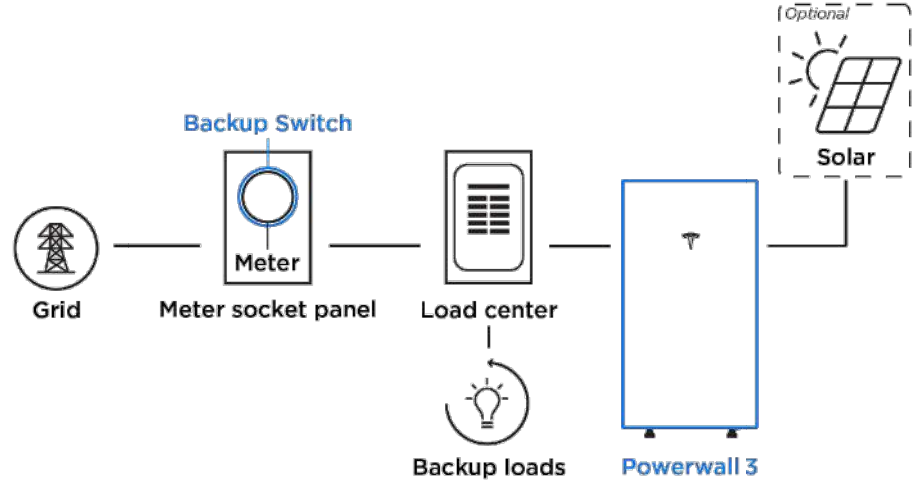 Optional
Solar
Backup Switch
Meter
Grid
Meter socket panel
Load center
Backup loads
Powerwall 3